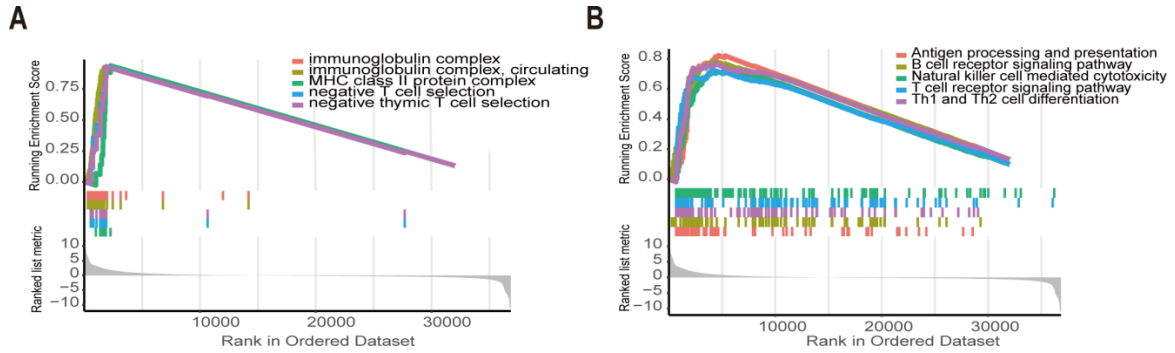 A
Running Enrichment Score
0.75
0.50
0.25
0.00
immunoglobulin complex
immunoglobulin complex, circulating
MHC class II protein complex
negative T cell selection
negative thymic T cell selection
Ranked list metric
10
5
0
−5
−10
10000 20000 30000
Rank in Ordered Dataset
B
Running Enrichment Score
0.8
0.6
0.4
0.2
0.0
Antigen processing and presentation
B cell receptor signaling pathway
Natural killer cell mediated cytotoxicity
T cell receptor signaling pathway
Th1 and Th2 cell differentiation
Ranked list metric
10
5
0
−5
−10
10000 20000 30000
Rank in Ordered Dataset